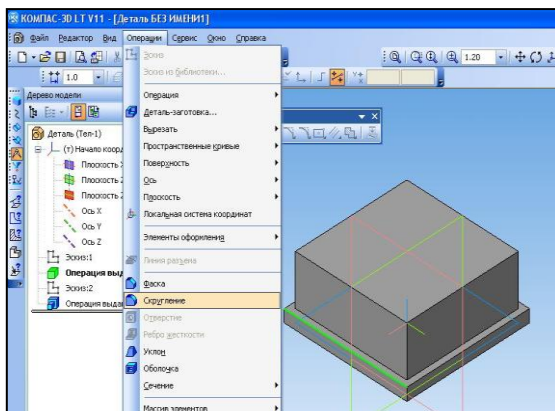 КОМПАС-3D LT V11 - [Деталь БЕЗ ИМЕНИ1]
Файл Редактор Вид Операции Сервис Окно Справка
Эскиз
1.20
Эскиз из библиотеки...
1.0
Дерево модели
Операция
Деталь-заготовка...
Деталь (Тел-1)
Вырезать
(т) Начало коорд
Пространственные кривые
Плоскость
Поверхность
Плоскость
Ось
Плоскость
Плоскость
Ось X
Локальная система координат
Ось Y
Ось Z
Элементы оформления
Эскиз:1
Линия разъема
Операция выд
Эскиз:2
Фаска
Операция выда
Скругление
Отверстие
Ребро жесткости
Уклон
Оболочка
Сечение
Массив элементов